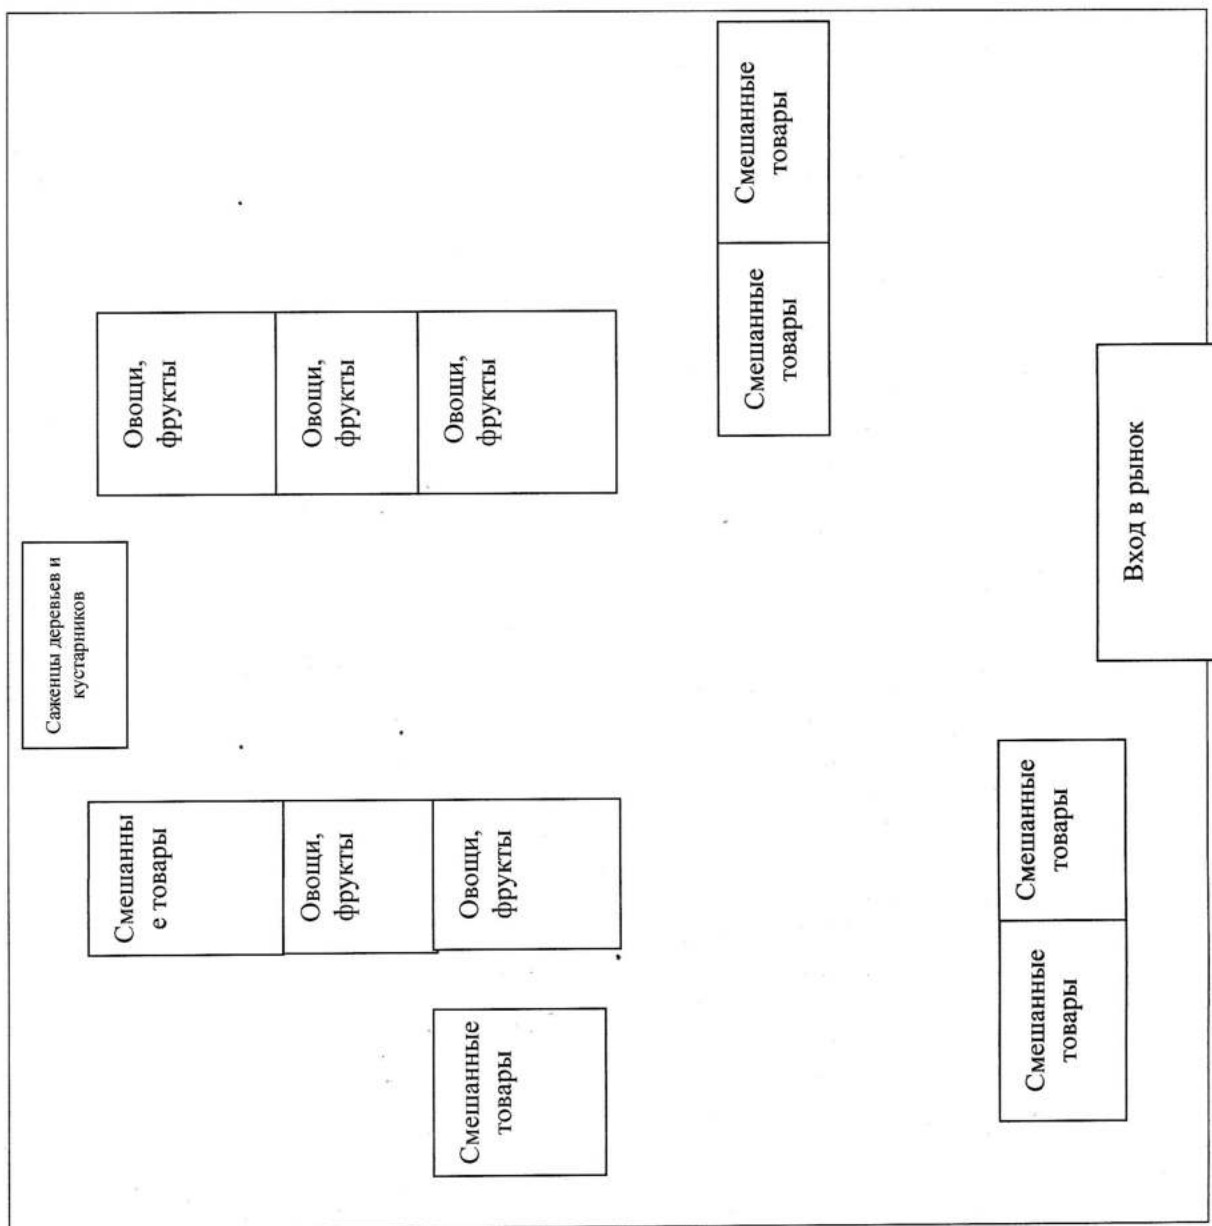 Саженцы деревьев и
кустарников
Смешанны
е товары
Овощи,
фрукты
Овощи,
фрукты
Овощи,
фрукты
Смешанные
товары
Овощи,
фрукты
Овощи,
фрукты
Смешанные
товары
Смешанные
товары
Смешанные
товары
Смешанные
товары
Вход в рынок